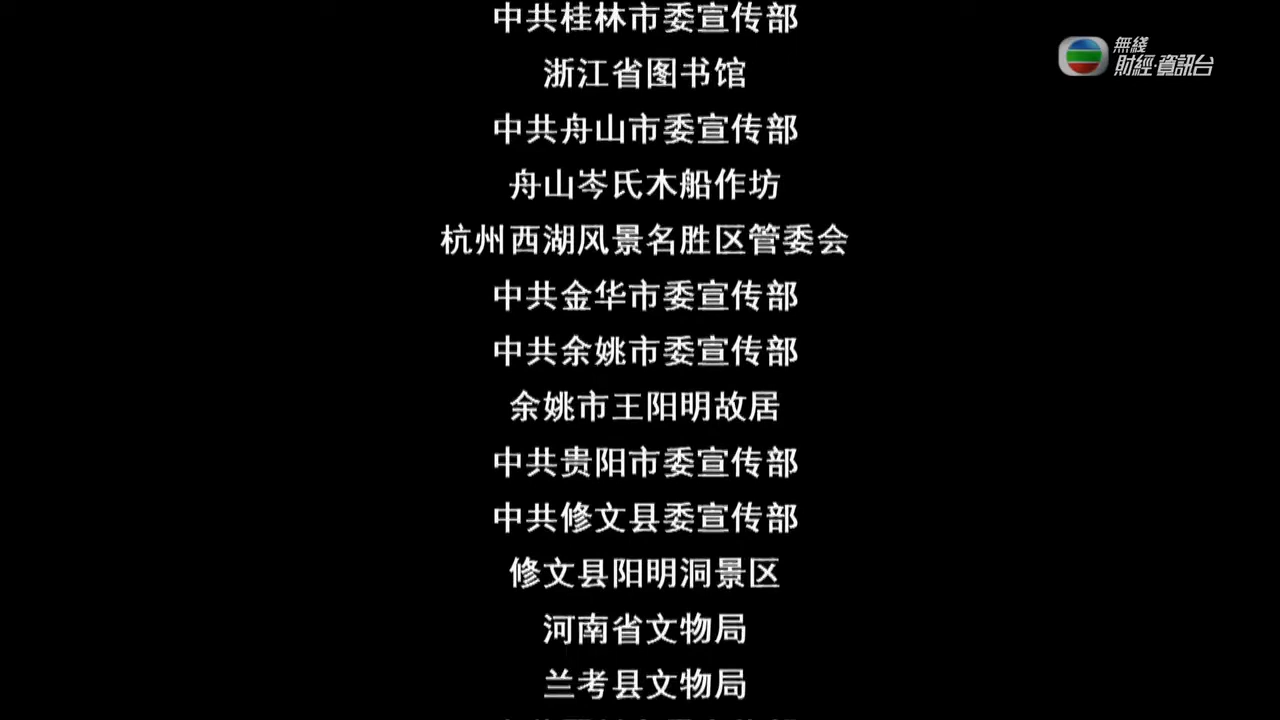 中共桂林市委宣传部
無綫
財經·資訊台
浙江省图书馆
中共舟山市委宣传部
舟山岑氏木船作坊
杭州西湖风景名胜区管委会
中共金华市委宣传部
中共余姚市委宣传部
余姚市王阳明故居
中共贵阳市委宣传部
中共修文县委宣传部
修文县阳明洞景区
河南省文物局
兰考县文物局